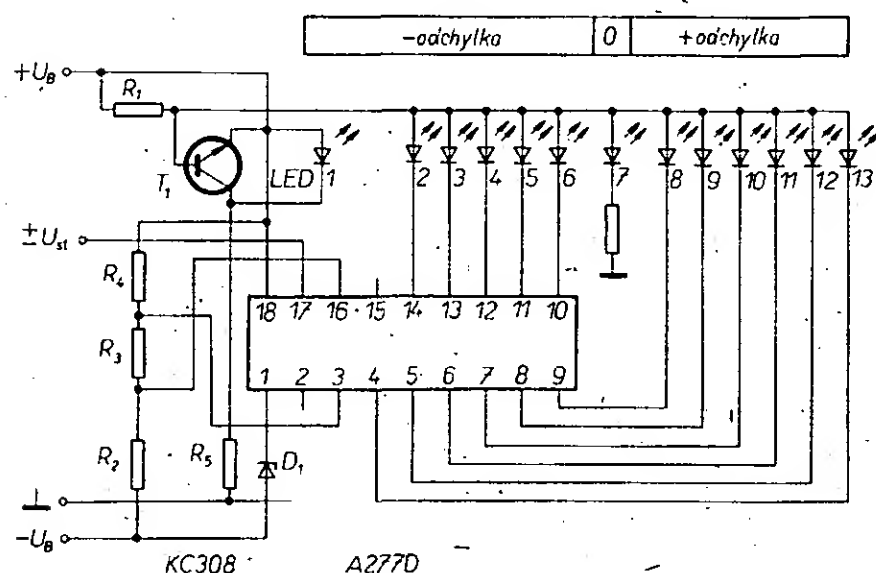 -odchylka 0 +odchylka
+U_B
R_1
T_1
LED 1 2 3 4 5 6 7 8 9 10 11 12 13
±U_st
R_4
18 17 16 15 14 13 12 11 10
R_3
1 2 3 4 5 6 7 8 9
R_2 R_5 D_1
-U_B
KC308 A277D